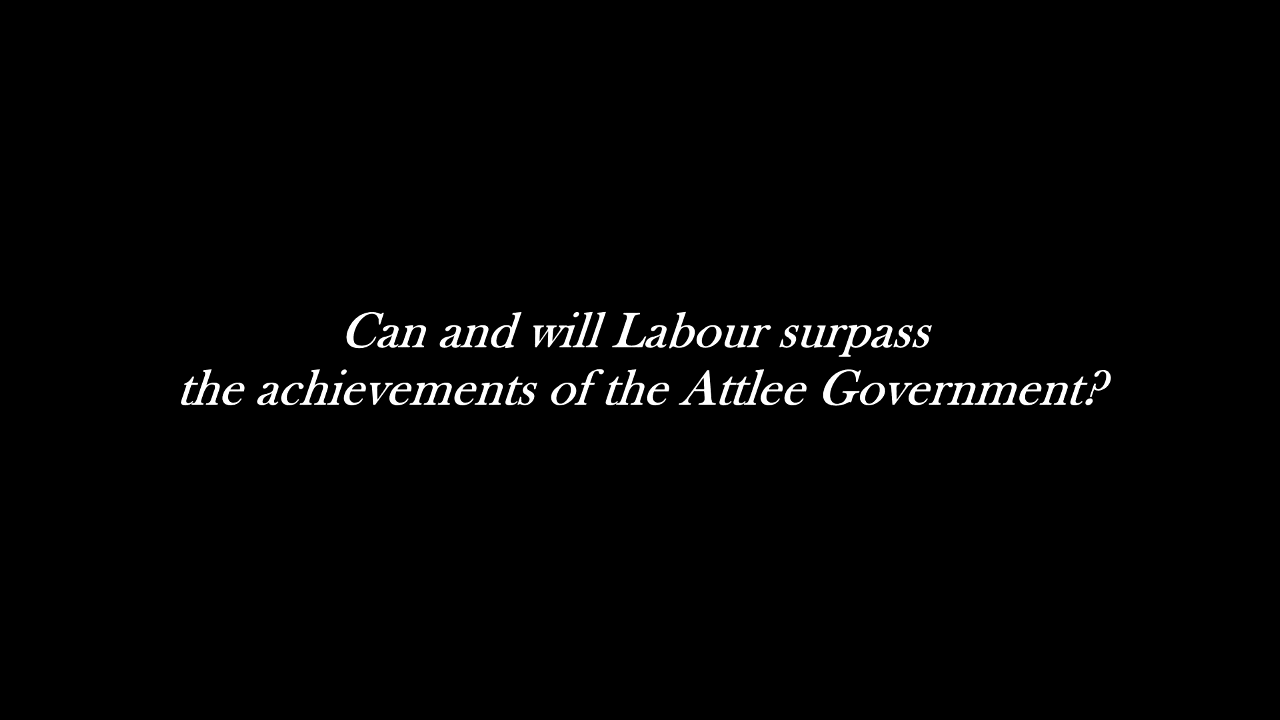 Can and will Labour surpass
the achievements of the Attlee Government?